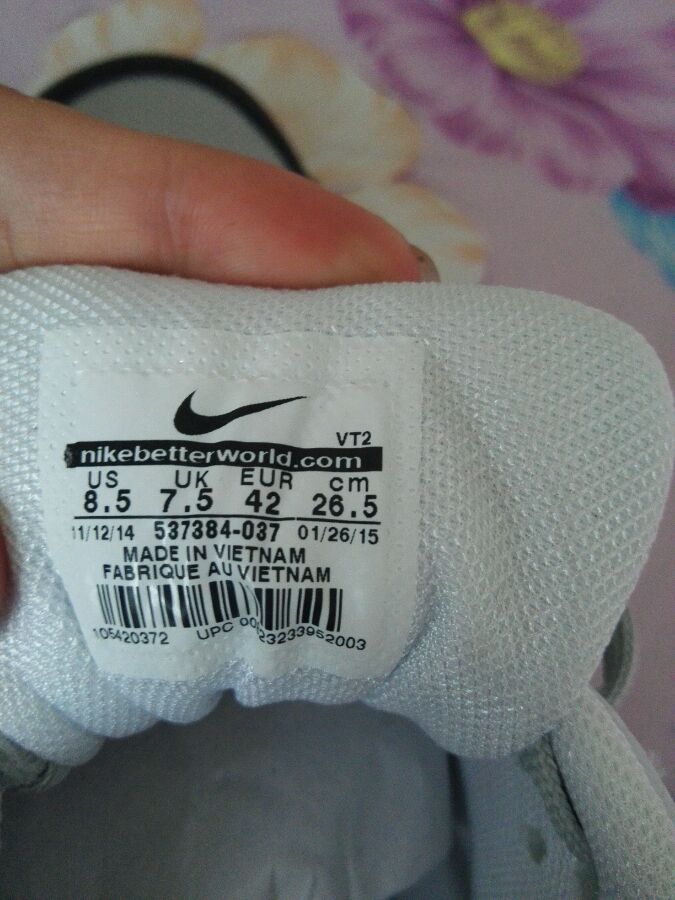 VT2
nikebetterworld.com
US UK EUR cm
8.5 7.5 42 26.5
11/12/14 537384-037 01/26/15
MADE IN VIETNAM
FABRIQUE AU VIETNAM
105420372 UPC